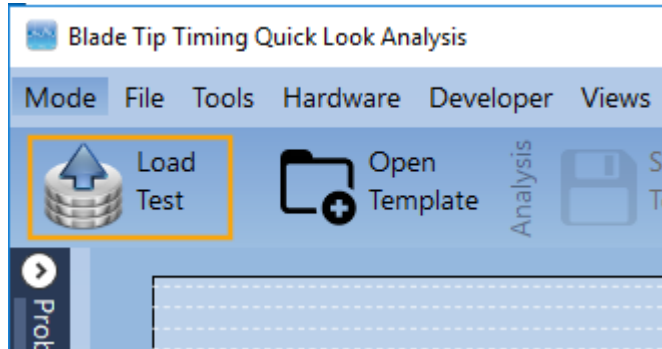 Blade Tip Timing Quick Look Analysis
Mode File Tools Hardware Developer Views
Load
Test
Open
Template
Analysis